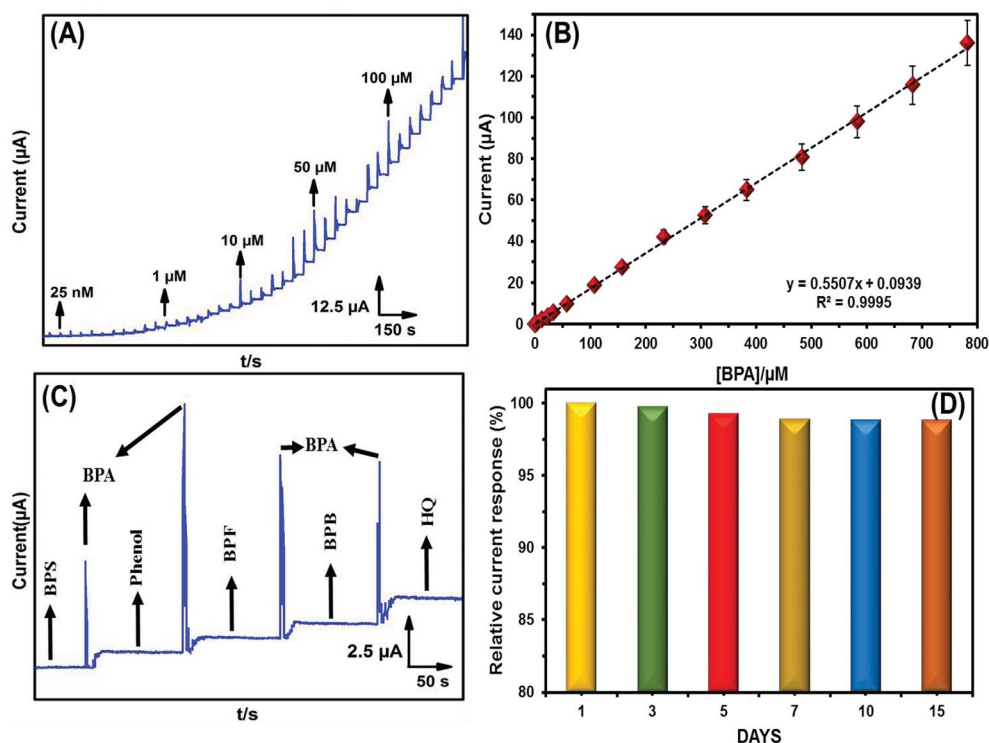 (A)
Current (µA)
25 nM
1 µM
10 µM
50 µM
100 µM
12.5 µA
150 s
t/s
(B)
Current (µA)
140
120
100
80
60
40
20
0
0 100 200 300 400 500 600 700 800
y = 0.5507x + 0.0939
R² = 0.9995
[BPA]/µM
(C)
Current(µA)
BPS
BPA
Phenol
BPF
BPA
BPB
HQ
2.5 µA
50 s
t/s
(D)
Relative current response (%)
100
95
90
85
80
1 3 5 7 10 15
DAYS